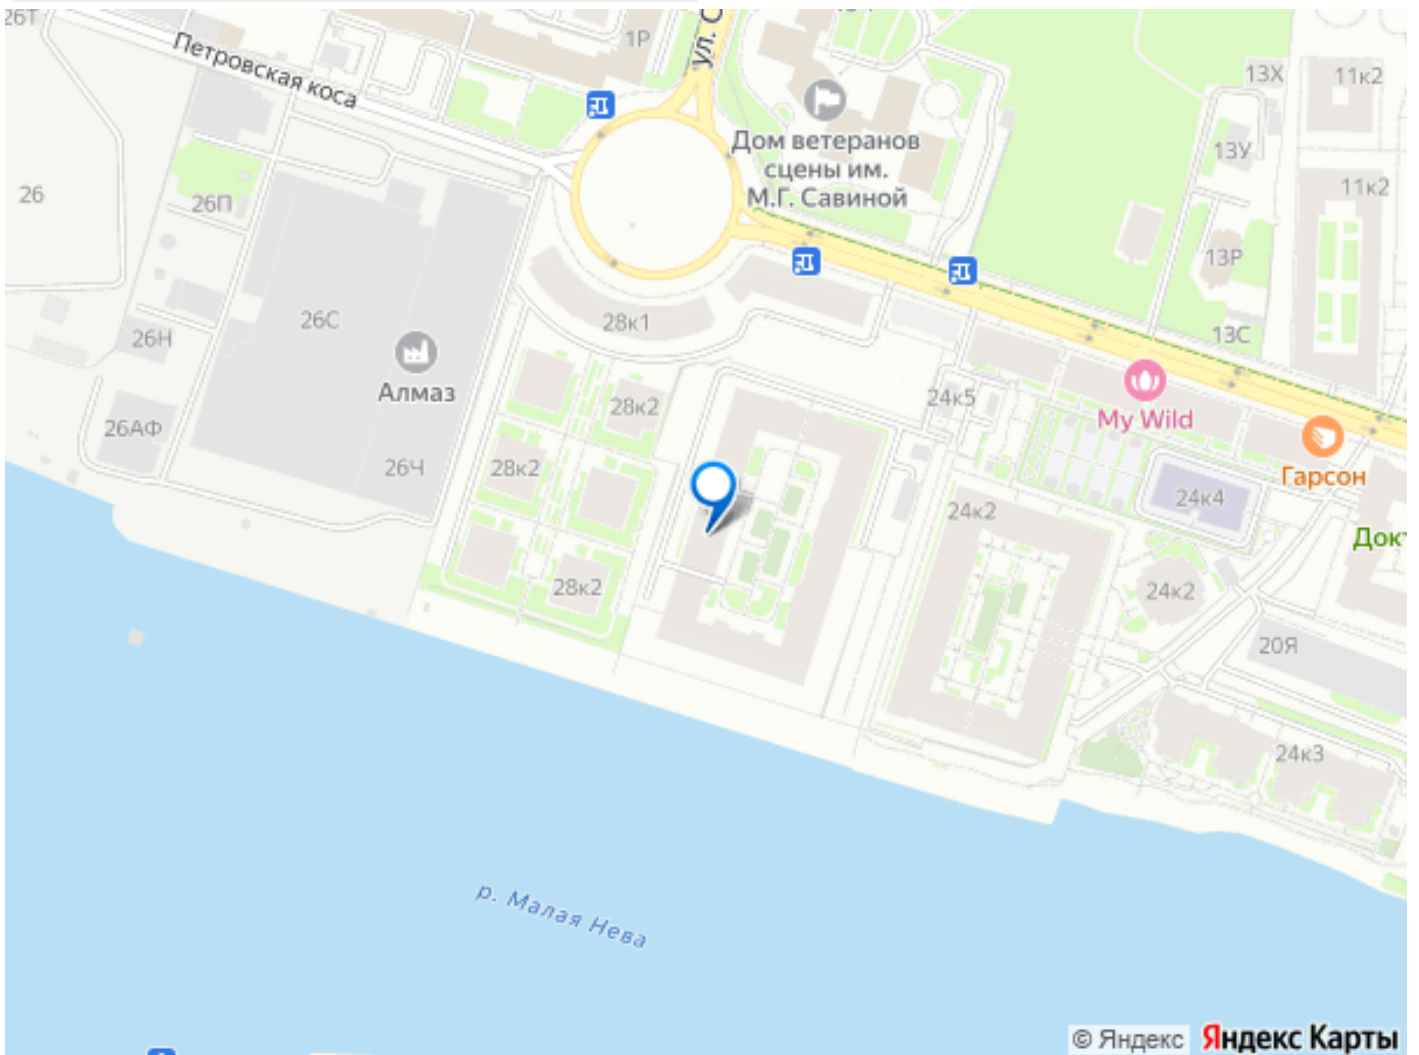 26Т
Петровская коса
1Р
ул. С
13Х
11к2
Дом ветеранов
сцены им.
М.Г. Савиной
13У
11к2
26
26П
13Р
26С
28к1
13С
26Н
Алмаз
28к2
24к5
My Wild
26АФ
26Ч
28к2
Гарсон
24к4
24к2
Док
28к2
24к2
20Я
24к3
р. Малая Нева
© Яндекс Яндекс Карты